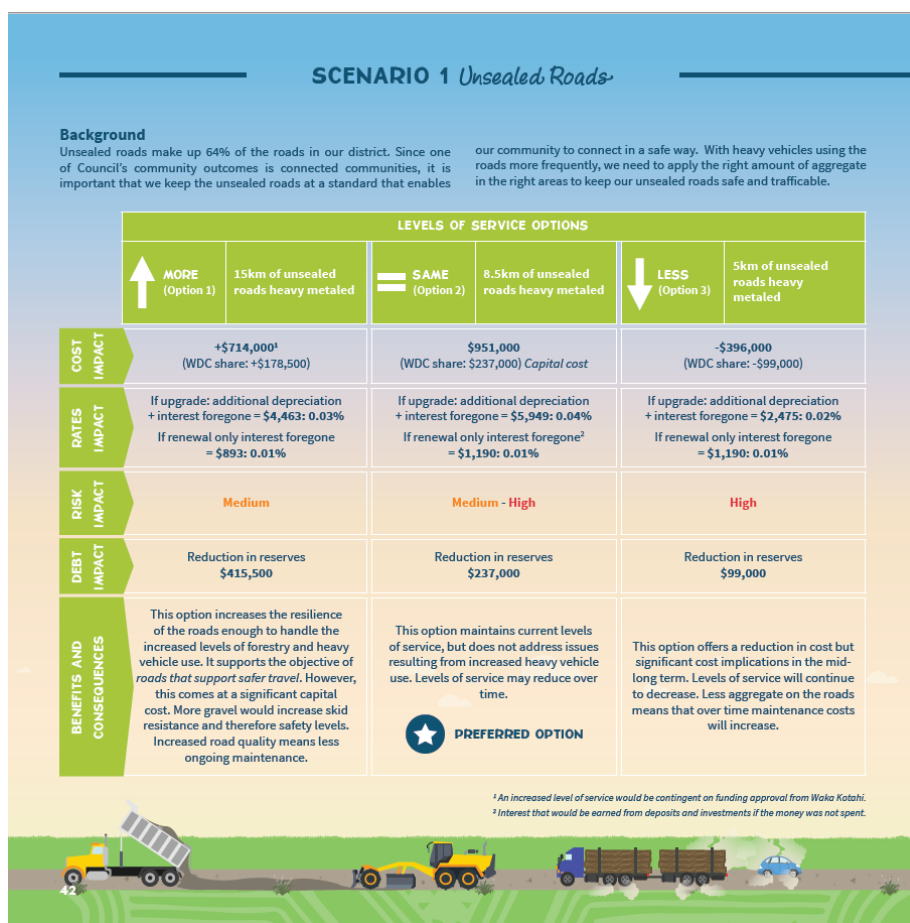 SCENARIO 1 Unsealed Roads
Background
Unsealed roads make up 64% of the roads in our district. Since one
of Council's community outcomes is connected communities, it is
important that we keep the unsealed roads at a standard that enables
our community to connect in a safe way. With heavy vehicles using the
roads more frequently, we need to apply the right amount of aggregate
in the right areas to keep our unsealed roads safe and trafficable.
LEVELS OF SERVICE OPTIONS
MORE
(Option 1)
15km of unsealed
roads heavy metaled
SAME
(Option 2)
8.5km of unsealed
roads heavy metaled
LESS
(Option 3)
5km of unsealed
roads heavy
metaled
COST
IMPACT
+$714,000¹
(WDC share: +$178,500)
$951,000
(WDC share: $237,000) Capital cost
-$396,000
(WDC share: -$99,000)
RATES
IMPACT
If upgrade: additional depreciation
+ interest foregone = $4,463: 0.03%
If renewal only interest foregone
= $893: 0.01%
If upgrade: additional depreciation
+ interest foregone = $5,949: 0.04%
If renewal only interest foregone²
= $1,190: 0.01%
If upgrade: additional depreciation
+ interest foregone = $2,475: 0.02%
If renewal only interest foregone
= $1,190: 0.01%
RISK
IMPACT
Medium
Medium - High
High
DEBT
IMPACT
Reduction in reserves
$415,500
Reduction in reserves
$237,000
Reduction in reserves
$99,000
BENEFITS AND
CONSEQUENCES
This option increases the resilience
of the roads enough to handle the
increased levels of forestry and heavy
vehicle use. It supports the objective of
roads that support safer travel. However,
this comes at a significant capital
cost. More gravel would increase skid
resistance and therefore safety levels.
Increased road quality means less
ongoing maintenance.
This option maintains current levels
of service, but does not address issues
resulting from increased heavy vehicle
use. Levels of service may reduce over
time.
PREFERRED OPTION
This option offers a reduction in cost but
significant cost implications in the mid-
long term. Levels of service will continue
to decrease. Less aggregate on the roads
means that over time maintenance costs
will increase.
¹ An increased level of service would be contingent on funding approval from Waka Kotahi.
² Interest that would be earned from deposits and investments if the money was not spent.
42